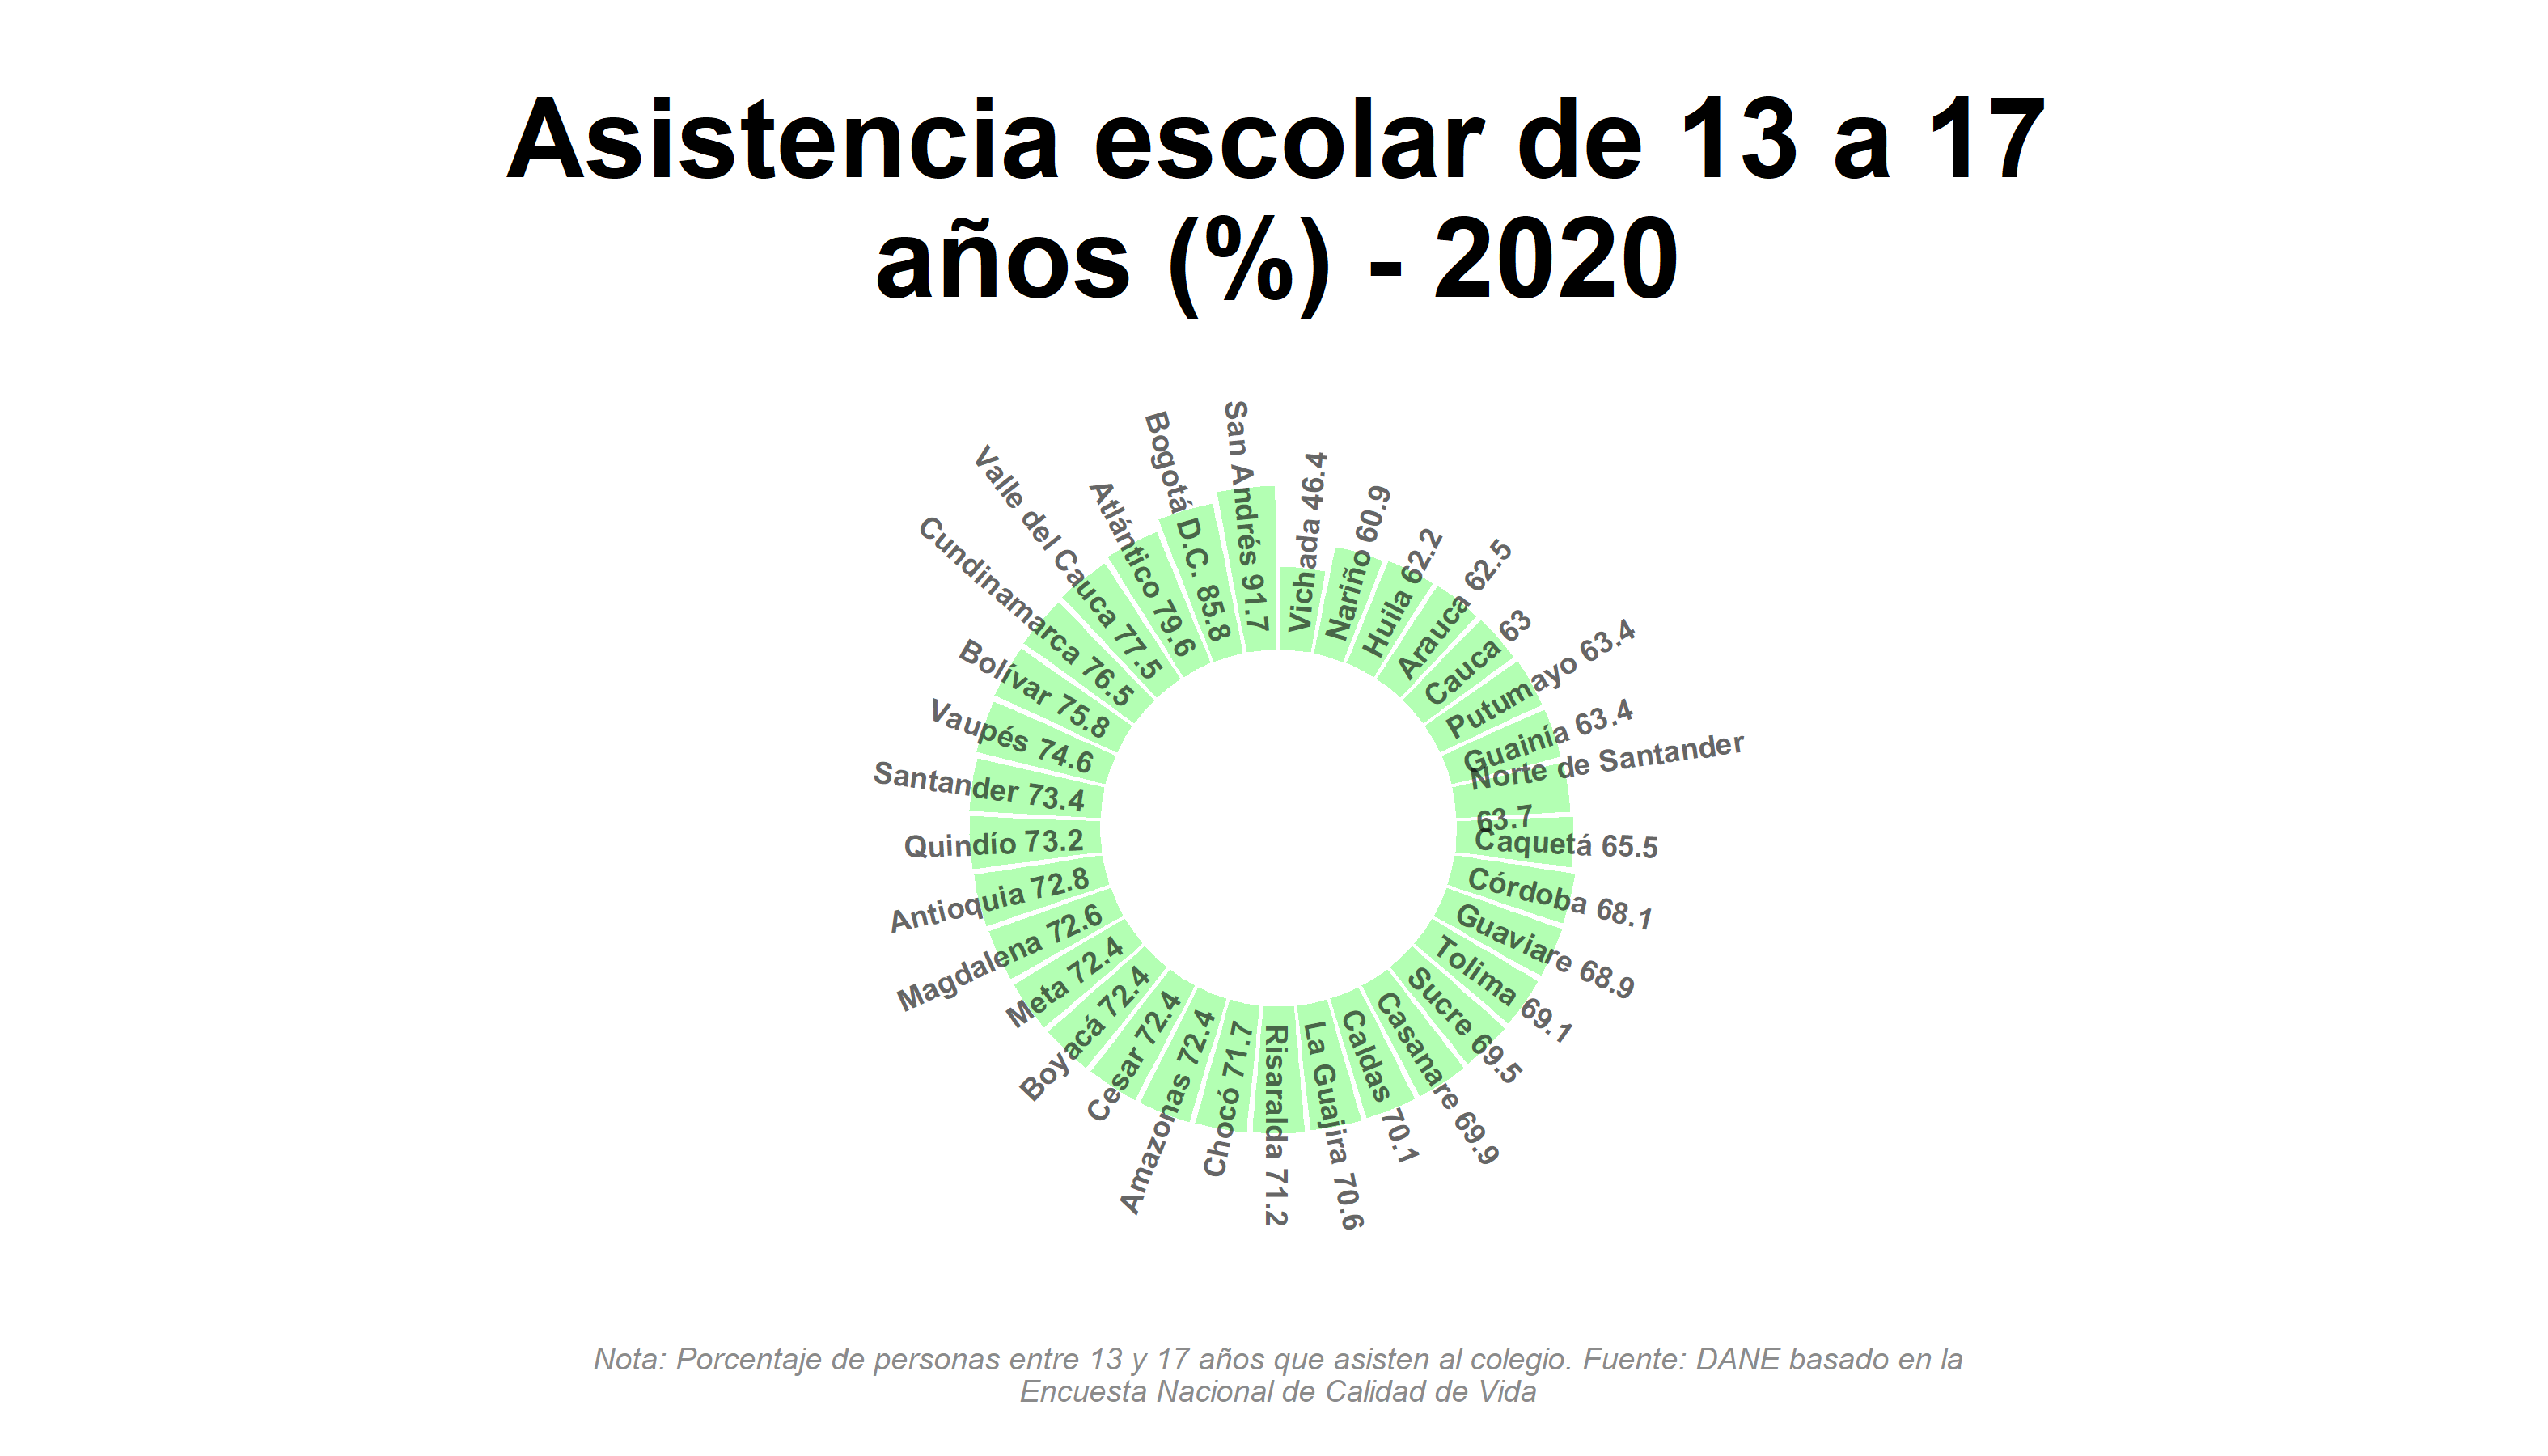 Asistencia escolar de 13 a 17
años (%) - 2020
San Andrés 91.7
Vichada 46.4
Nariño 60.9
Huila 62.2
Arauca 62.5
Cauca 63
Putumayo 63.4
Guainía 63.4
Norte de Santander
63.7
Caquetá 65.5
Córdoba 68.1
Guaviare 68.9
Tolima 69.1
Sucre 69.5
Casanare 69.9
Caldas 70.1
La Guajira 70.6
Risaralda 71.2
Chocó 71.7
Amazonas 72.4
Cesar 72.4
Boyacá 72.4
Meta 72.4
Magdalena 72.6
Antioquia 72.8
Quindío 73.2
Santander 73.4
Vaupés 74.6
Bolívar 75.8
Cundinamarca 76.5
Valle del Cauca 77.5
Atlántico 79.6
Bogotá D.C. 85.8
Nota: Porcentaje de personas entre 13 y 17 años que asisten al colegio. Fuente: DANE basado en la
Encuesta Nacional de Calidad de Vida